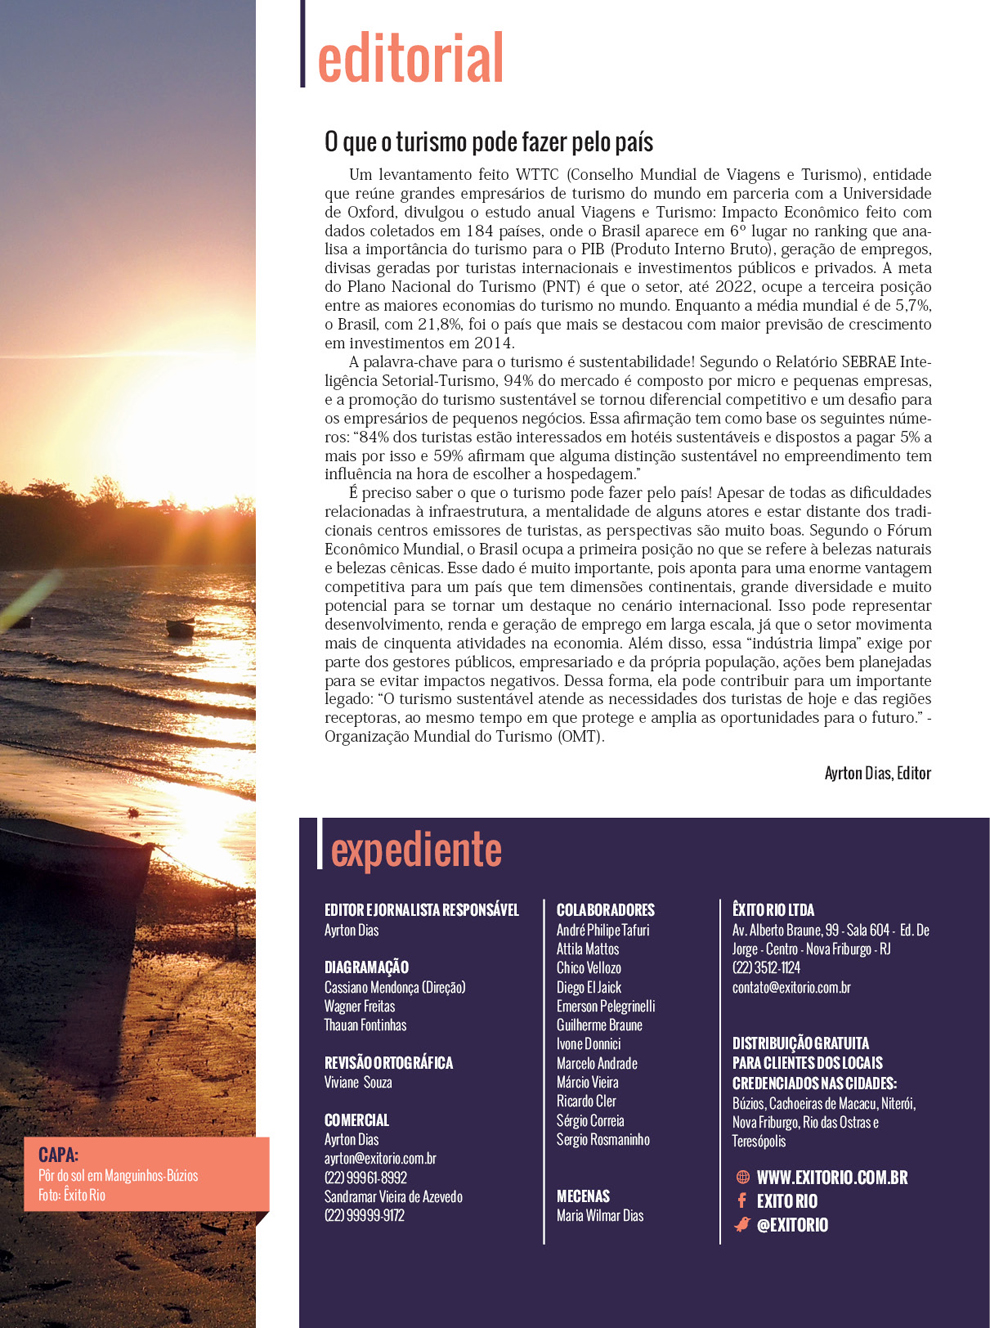 editorial
O que o turismo pode fazer pelo país
Um levantamento feito WTTC (Conselho Mundial de Viagens e Turismo), entidade
que reúne grandes empresários de turismo do mundo em parceria com a Universidade
de Oxford, divulgou o estudo anual Viagens e Turismo: Impacto Econômico feito com
dados coletados em 184 países, onde o Brasil aparece em 6º lugar no ranking que ana-
lisa a importância do turismo para o PIB (Produto Interno Bruto), geração de empregos,
divisas geradas por turistas internacionais e investimentos públicos e privados. A meta
do Plano Nacional do Turismo (PNT) é que o setor, até 2022, ocupe a terceira posição
entre as maiores economias do turismo no mundo. Enquanto a média mundial é de 5,7%,
o Brasil, com 21,8%, foi o país que mais se destacou com maior previsão de crescimento
em investimentos em 2014.
A palavra-chave para o turismo é sustentabilidade! Segundo o Relatório SEBRAE Inte-
ligência Setorial-Turismo, 94% do mercado é composto por micro e pequenas empresas,
e a promoção do turismo sustentável se tornou diferencial competitivo e um desafio para
os empresários de pequenos negócios. Essa afirmação tem como base os seguintes núme-
ros: “84% dos turistas estão interessados em hotéis sustentáveis e dispostos a pagar 5% a
mais por isso e 59% afirmam que alguma distinção sustentável no empreendimento tem
influência na hora de escolher a hospedagem.”
É preciso saber o que o turismo pode fazer pelo país! Apesar de todas as dificuldades
relacionadas à infraestrutura, a mentalidade de alguns atores e estar distante dos tradi-
cionais centros emissores de turistas, as perspectivas são muito boas. Segundo o Fórum
Econômico Mundial, o Brasil ocupa a primeira posição no que se refere à belezas naturais
e belezas cênicas. Esse dado é muito importante, pois aponta para uma enorme vantagem
competitiva para um país que tem dimensões continentais, grande diversidade e muito
potencial para se tornar um destaque no cenário internacional. Isso pode representar
desenvolvimento, renda e geração de emprego em larga escala, já que o setor movimenta
mais de cinquenta atividades na economia. Além disso, essa “indústria limpa” exige por
parte dos gestores públicos, empresariado e da própria população, ações bem planejadas
para se evitar impactos negativos. Dessa forma, ela pode contribuir para um importante
legado: “O turismo sustentável atende as necessidades dos turistas de hoje e das regiões
receptoras, ao mesmo tempo em que protege e amplia as oportunidades para o futuro.” -
Organização Mundial do Turismo (OMT).
Ayrton Dias, Editor
expediente
EDITOR E JORNALISTA RESPONSÁVEL
Ayrton Dias
DIAGRAMAÇÃO
Cassiano Mendonça (Direção)
Wagner Freitas
Thauan Fontinhas
REVISÃO ORTOGRÁFICA
Viviane Souza
COMERCIAL
Ayrton Dias
ayrton@exitorio.com.br
(22) 99961-8992
Sandramar Vieira de Azevedo
(22) 99999-9172
COLABORADORES
André Philipe Tafuri
Attila Mattos
Chico Vellozo
Diego El Jaick
Emerson Pelegrinelli
Guilherme Braune
Ivone Donnici
Marcelo Andrade
Márcio Vieira
Ricardo Cler
Sérgio Correia
Sergio Rosmaninho
MECENAS
Maria Wilmar Dias
ÊXITO RIO LTDA
Av. Alberto Braune, 99 - Sala 604 - Ed. De
Jorge - Centro - Nova Friburgo - RJ
(22) 3512-1124
contato@exitorio.com.br
DISTRIBUIÇÃO GRATUITA
PARA CLIENTES DOS LOCAIS
CREDENCIADOS NAS CIDADES:
Búzios, Cachoeiras de Macacu, Niterói,
Nova Friburgo, Rio das Ostras e
Teresópolis
WWW.EXITORIO.COM.BR
EXITO RIO
@EXITORIO
CAPA:
Pôr do sol em Manguinhos-Búzios
Foto: Êxito Rio